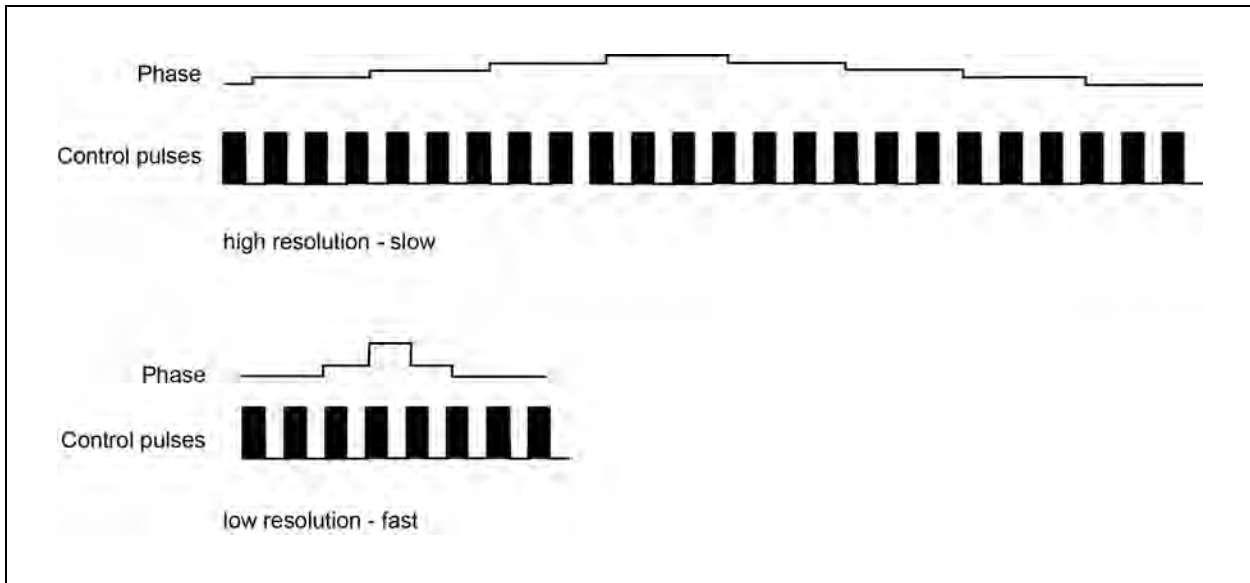 Phase
Control pulses
high resolution - slow
Phase
Control pulses
low resolution - fast